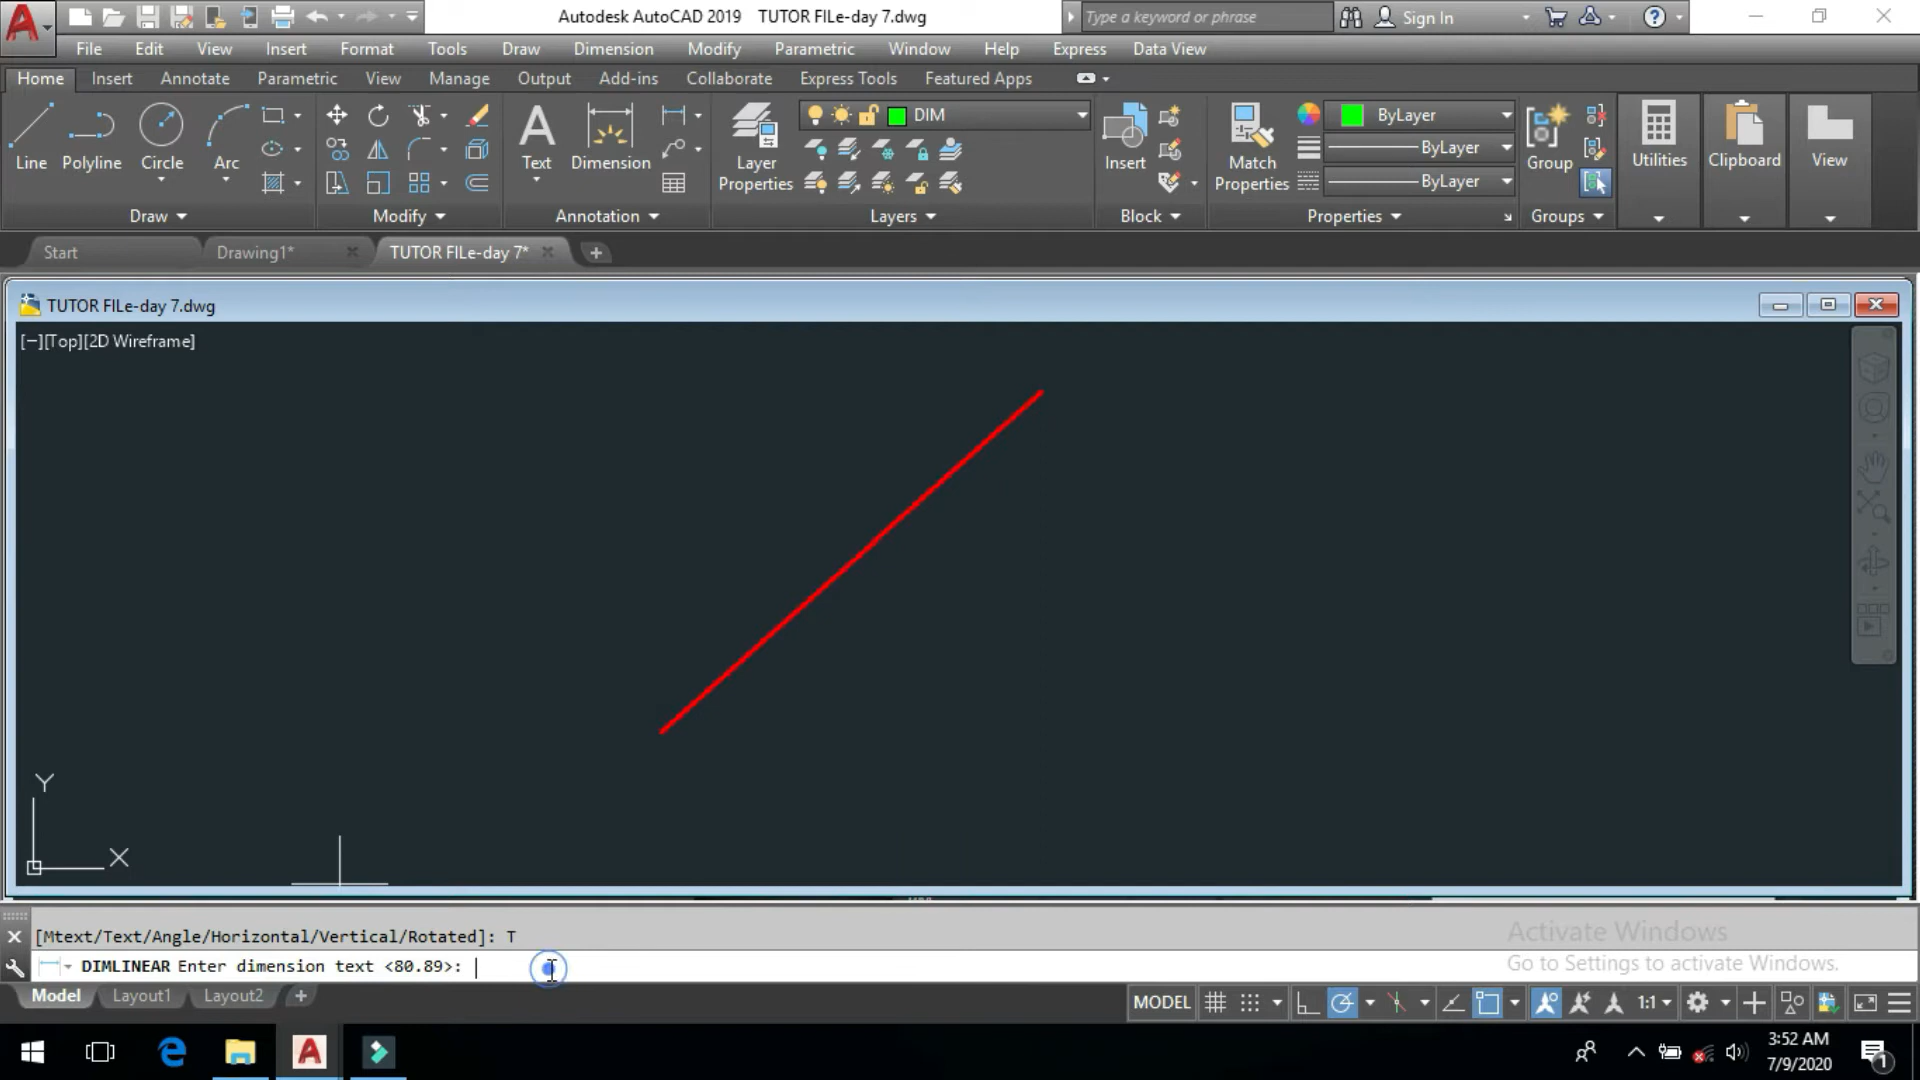 Autodesk AutoCAD 2019 TUTOR FILe-day 7.dwg
Type a keyword or phrase
Sign In
File Edit View Insert Format Tools Draw Dimension Modify Parametric Window Help Express Data View
Home Insert Annotate Parametric View Manage Output Add-ins Collaborate Express Tools Featured Apps
DIM
ByLayer
ByLayer
ByLayer
Line Polyline Circle Arc
Text Dimension
Layer
Properties
Insert
Match
Properties
Group
Utilities Clipboard View
Draw Modify Annotation Layers Block Properties Groups
Start Drawing1* TUTOR FILe-day 7*
TUTOR FILe-day 7.dwg
[−][Top][2D Wireframe]
Y
X
[Mtext/Text/Angle/Horizontal/Vertical/Rotated]: T
DIMLINEAR Enter dimension text <80.89>:
Activate Windows
Go to Settings to activate Windows.
Model Layout1 Layout2
MODEL
1:1
3:52 AM
7/9/2020
1